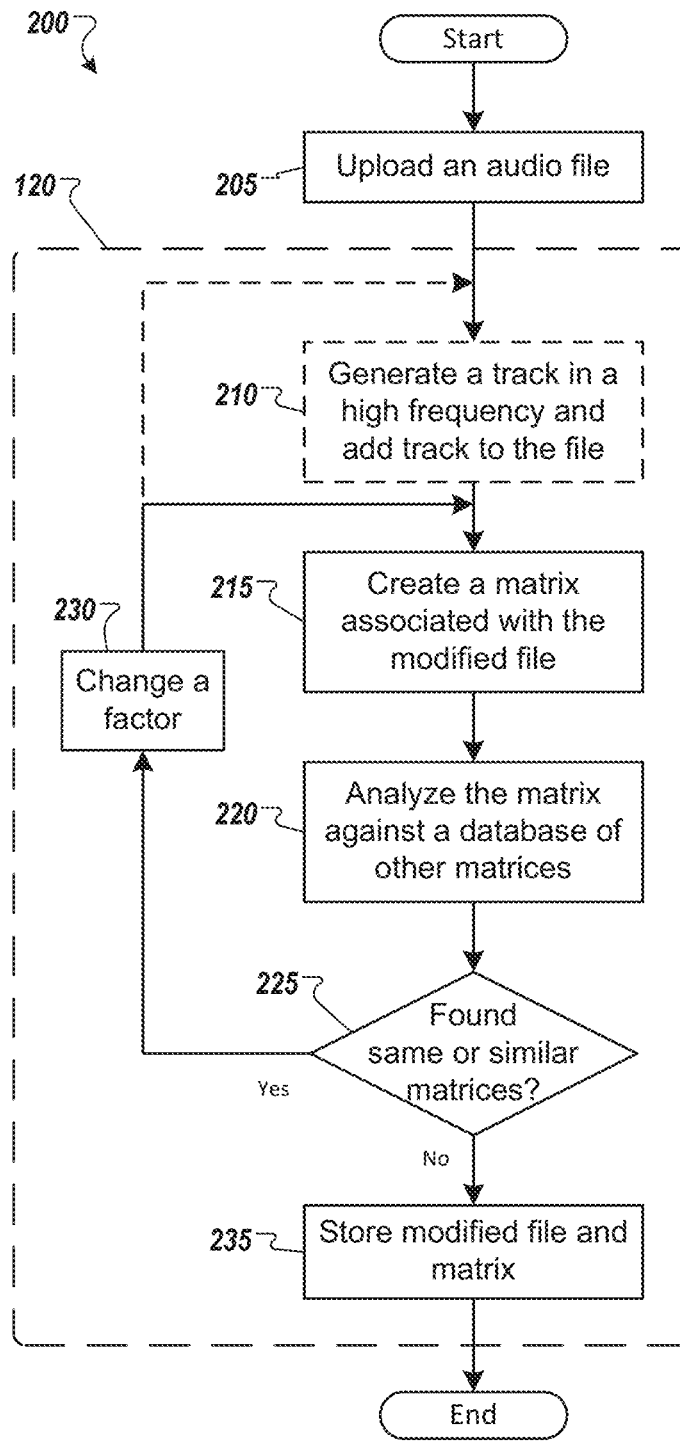 200
Start
205
Upload an audio file
120
210
Generate a track in a
high frequency and
add track to the file
215
Create a matrix
associated with the
modified file
230
Change a
factor
220
Analyze the matrix
against a database of
other matrices
225
Found
same or similar
matrices?
Yes
No
235
Store modified file and
matrix
End